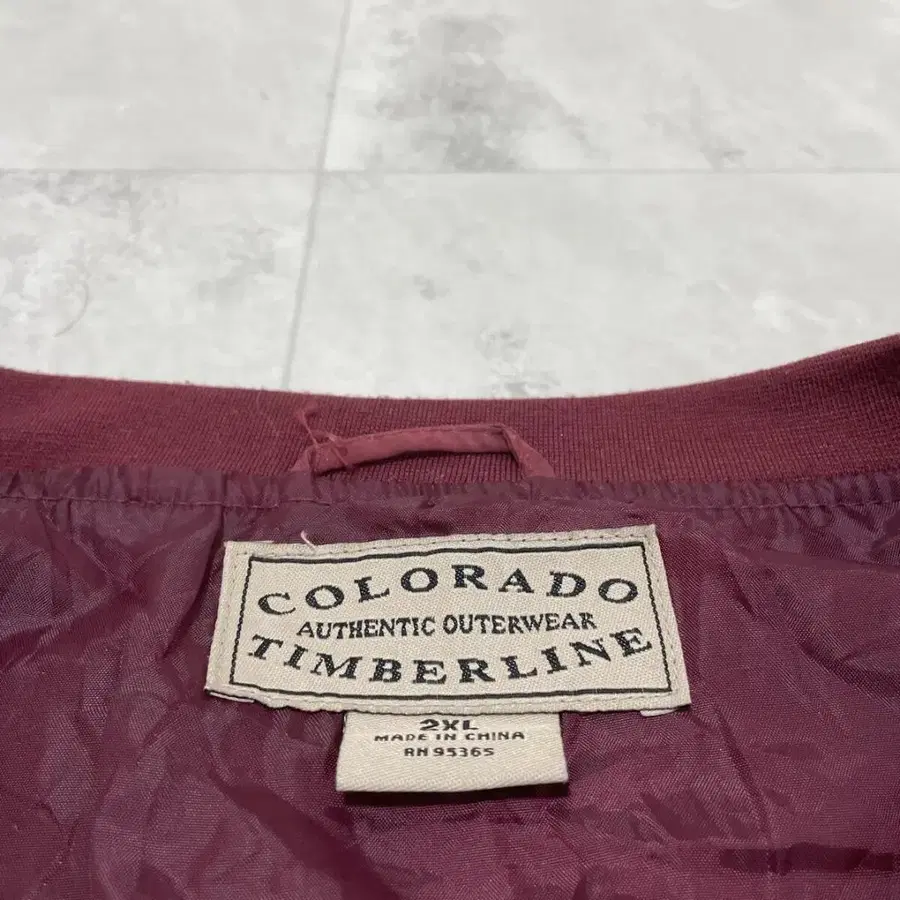 COLORADO
AUTHENTIC OUTERWEAR
TIMBERLINE
2XL
MADE IN CHINA
RN 95365